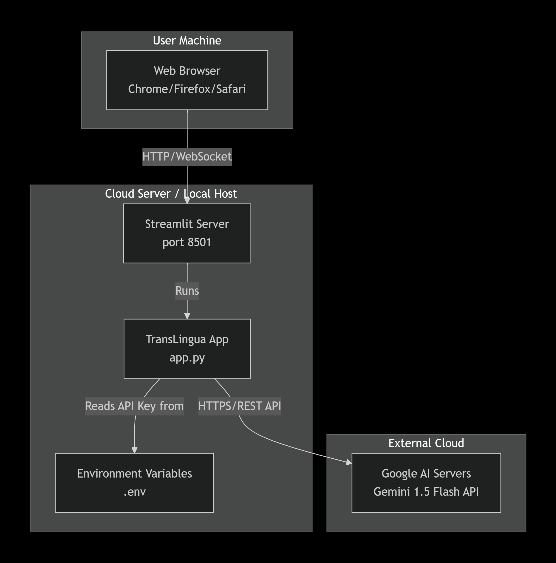 User Machine
Web Browser
Chrome/Firefox/Safari
HTTP/WebSocket
Cloud Server / Local Host
Streamlit Server
port 8501
Runs
TransLingua App
app.py
Reads API Key from
HTTPS/REST API
External Cloud
Environment Variables
.env
Google AI Servers
Gemini 1.5 Flash API